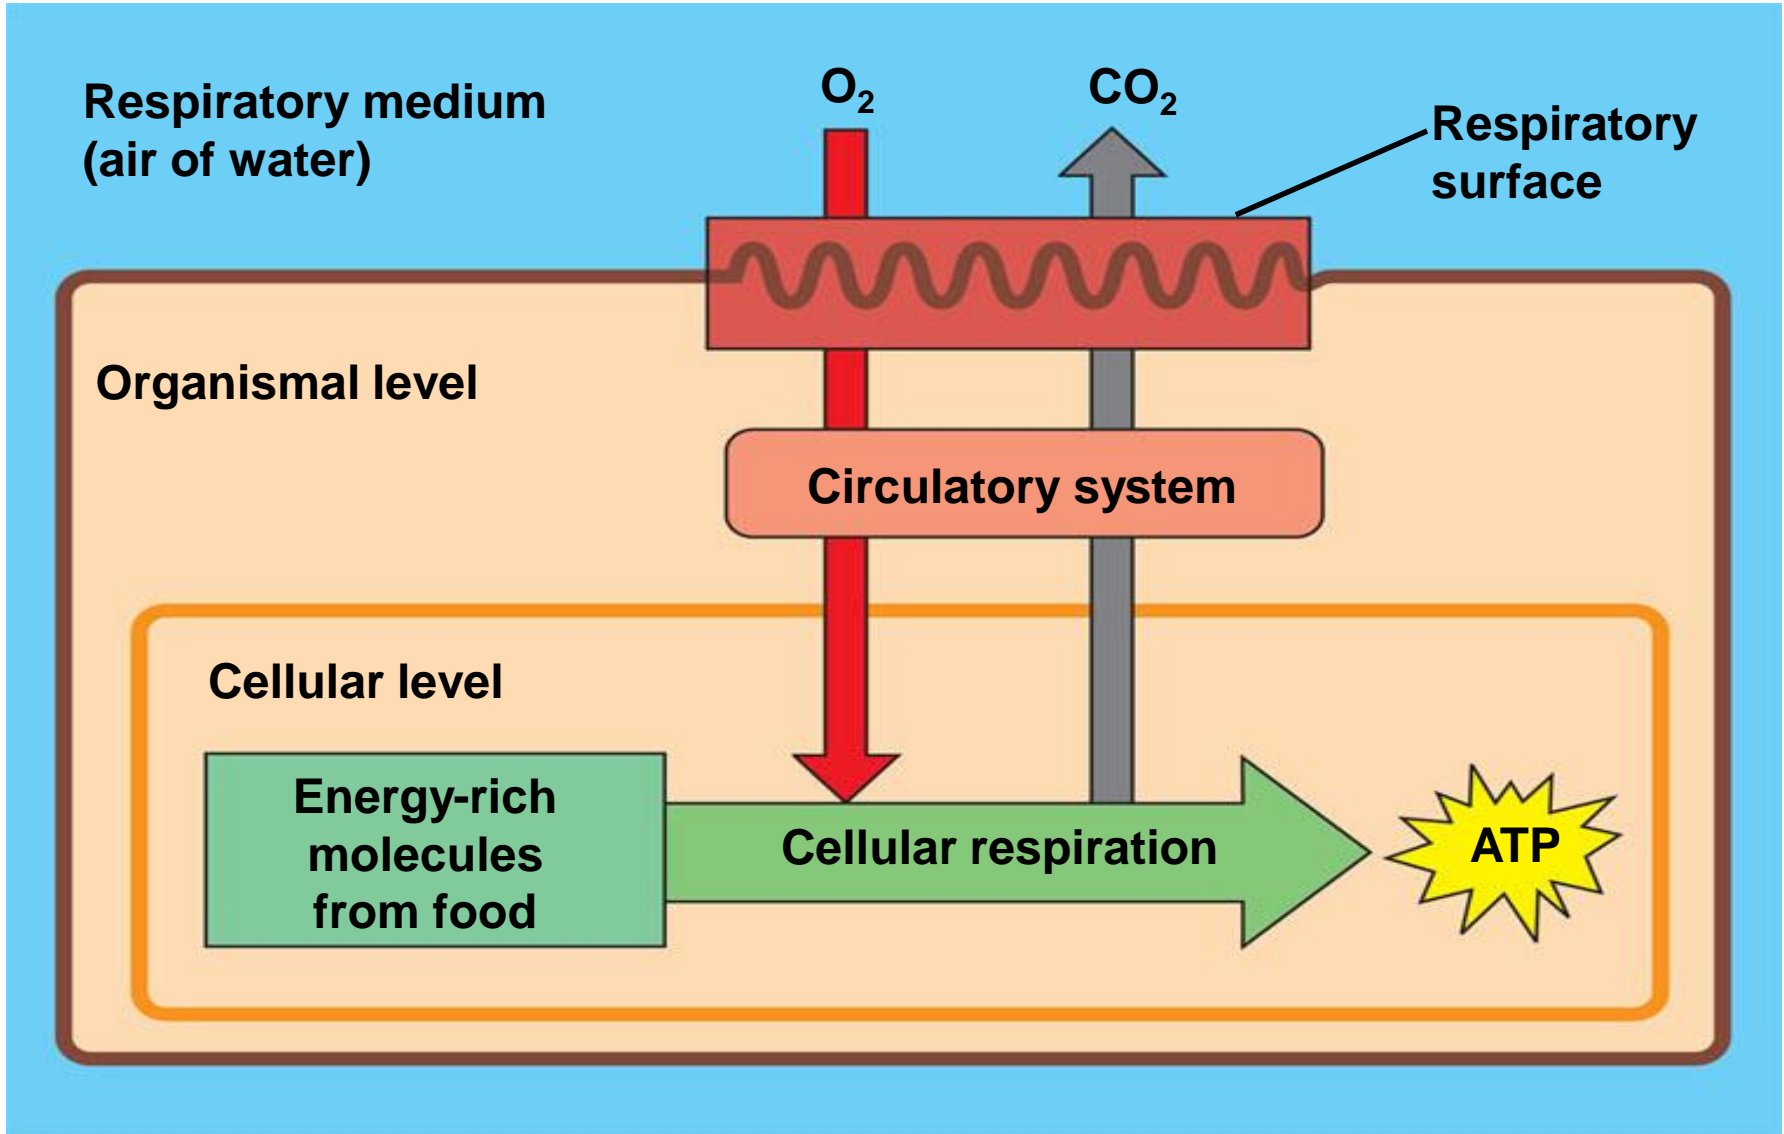 Respiratory medium
(air of water)
O₂
CO₂
Respiratory
surface
Organismal level
Circulatory system
Cellular level
Energy-rich
molecules
from food
Cellular respiration
ATP